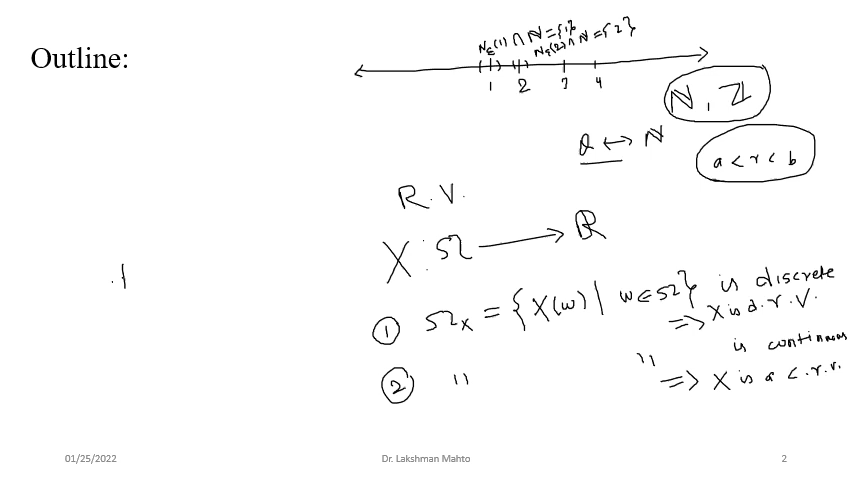 Outline:
N_ε(1) ∩ ℕ = {1}
N_ε(2) ∩ ℕ = {2}
1 2 3 4
ℕ, ℤ
Q ↔ ℕ
a < r < b
R.V.
X : Ω → ℝ
① Ω_X = {X(ω) | ω ∈ Ω} is discrete
=> X is d.r.V.
is continuous
② " "
=> X is a c.r.v.
01/25/2022
Dr. Lakshman Mahto
2